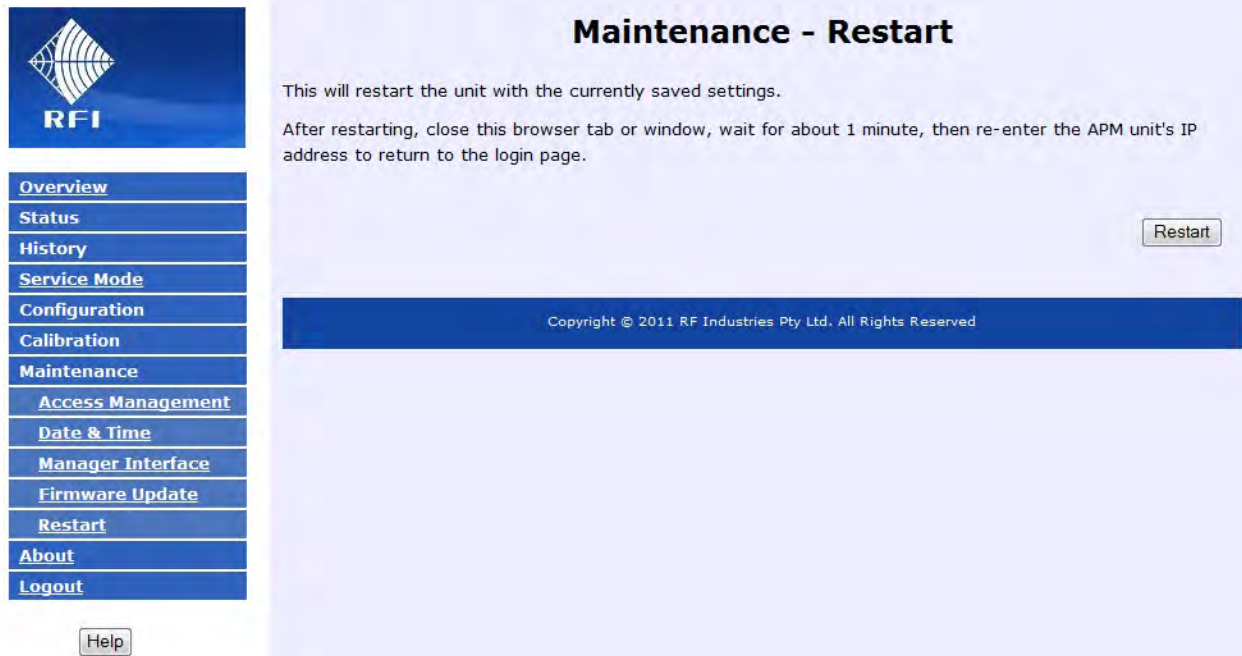 RFI
Overview
Status
History
Service Mode
Configuration
Calibration
Maintenance
Access Management
Date & Time
Manager Interface
Firmware Update
Restart
About
Logout
Help
Maintenance - Restart
This will restart the unit with the currently saved settings.
After restarting, close this browser tab or window, wait for about 1 minute, then re-enter the APM unit's IP
address to return to the login page.
Restart
Copyright © 2011 RF Industries Pty Ltd. All Rights Reserved